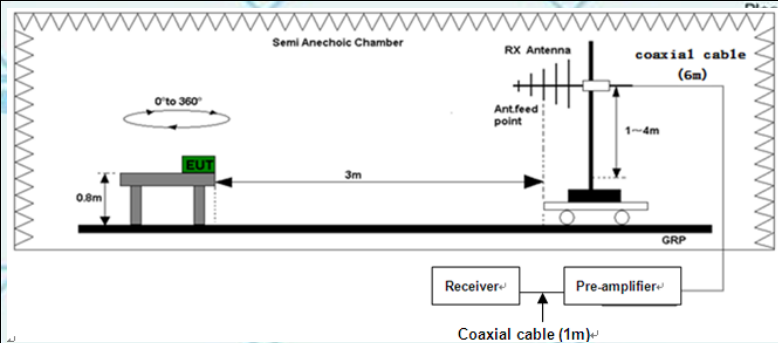 Semi Anechoic Chamber
RX Antenna
coaxial cable
(6m)
0°to 360°
Ant.feed
point
1～4m
EUT
3m
0.8m
GRP
Receiver
Pre-amplifier
Coaxial cable (1m)